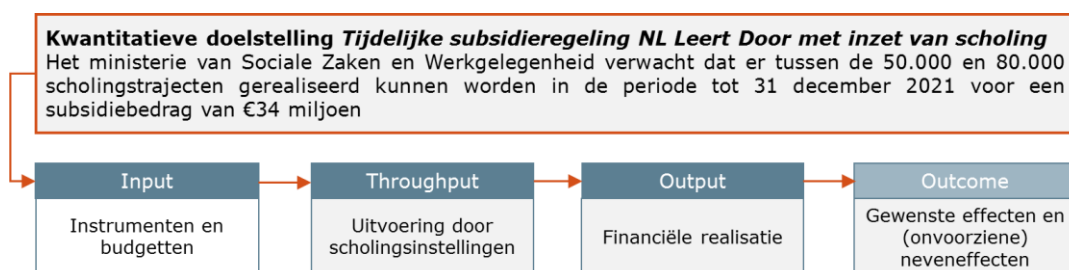 Kwantitatieve doelstelling Tijdelijke subsidieregeling NL Leert Door met inzet van scholing
Het ministerie van Sociale Zaken en Werkgelegenheid verwacht dat er tussen de 50.000 en 80.000
scholingstrajecten gerealiseerd kunnen worden in de periode tot 31 december 2021 voor een
subsidiebedrag van €34 miljoen
Input
Instrumenten en
budgetten
Throughput
Uitvoering door
scholingsinstellingen
Output
Financiële realisatie
Outcome
Gewenste effecten en
(onvoorziene)
neveneffecten